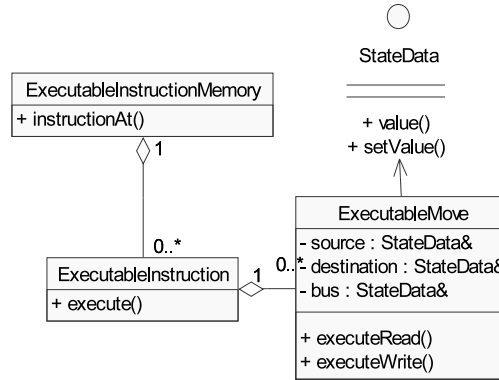 StateData
+ value()
+ setValue()
ExecutableInstructionMemory
+ instructionAt()
1
0..*
ExecutableInstruction
+ execute()
1
0..*
ExecutableMove
- source : StateData&
- destination : StateData&
- bus : StateData&
+ executeRead()
+ executeWrite()